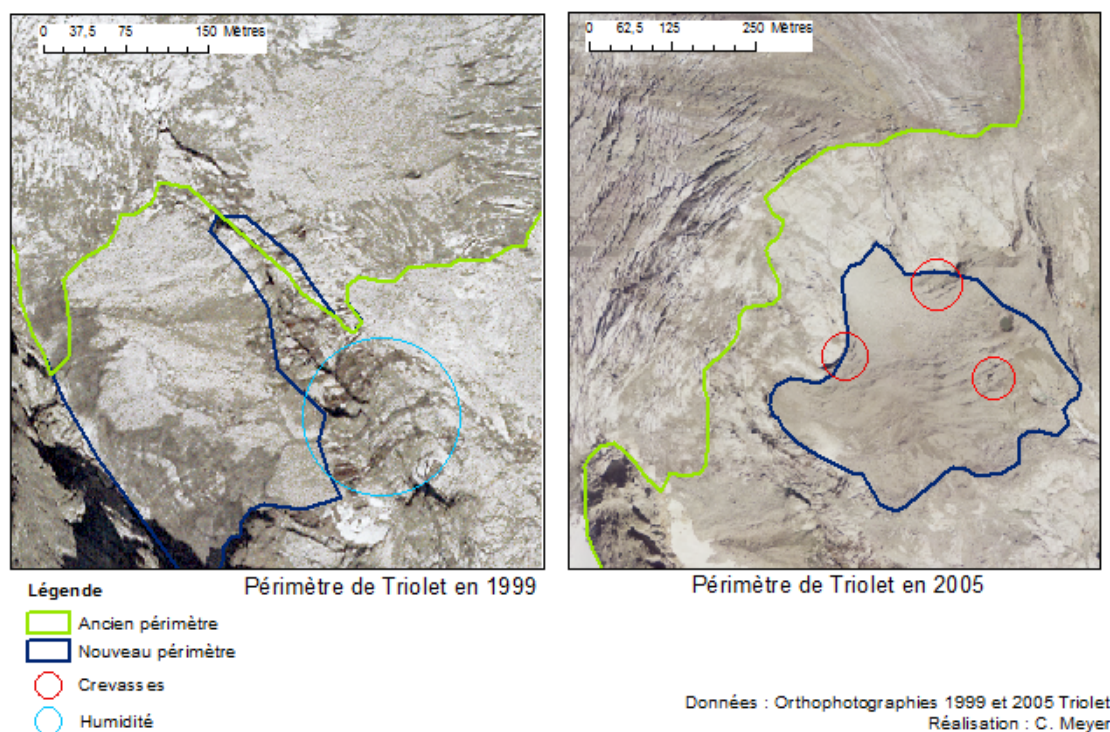 0 37,5 75 150 Mètres
0 62,5 125 250 Mètres
Périmètre de Triolet en 1999
Périmètre de Triolet en 2005
Légende
Ancien périmètre
Nouveau périmètre
Crevasses
Humidité
Données : Orthophotographies 1999 et 2005 Triolet
Réalisation : C. Meyer